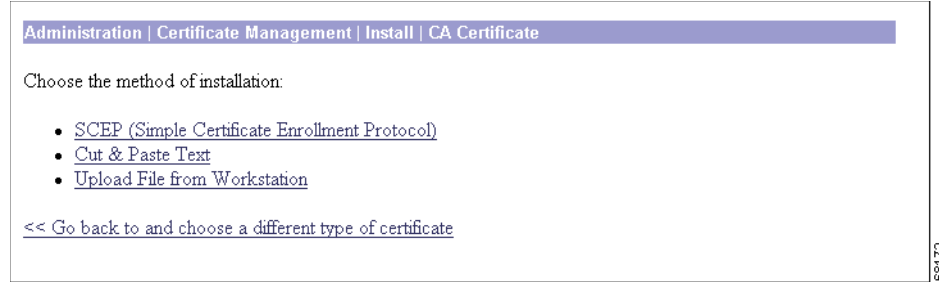 Administration | Certificate Management | Install | CA Certificate
Choose the method of installation:
• SCEP (Simple Certificate Enrollment Protocol)
• Cut & Paste Text
• Upload File from Workstation
<< Go back to and choose a different type of certificate